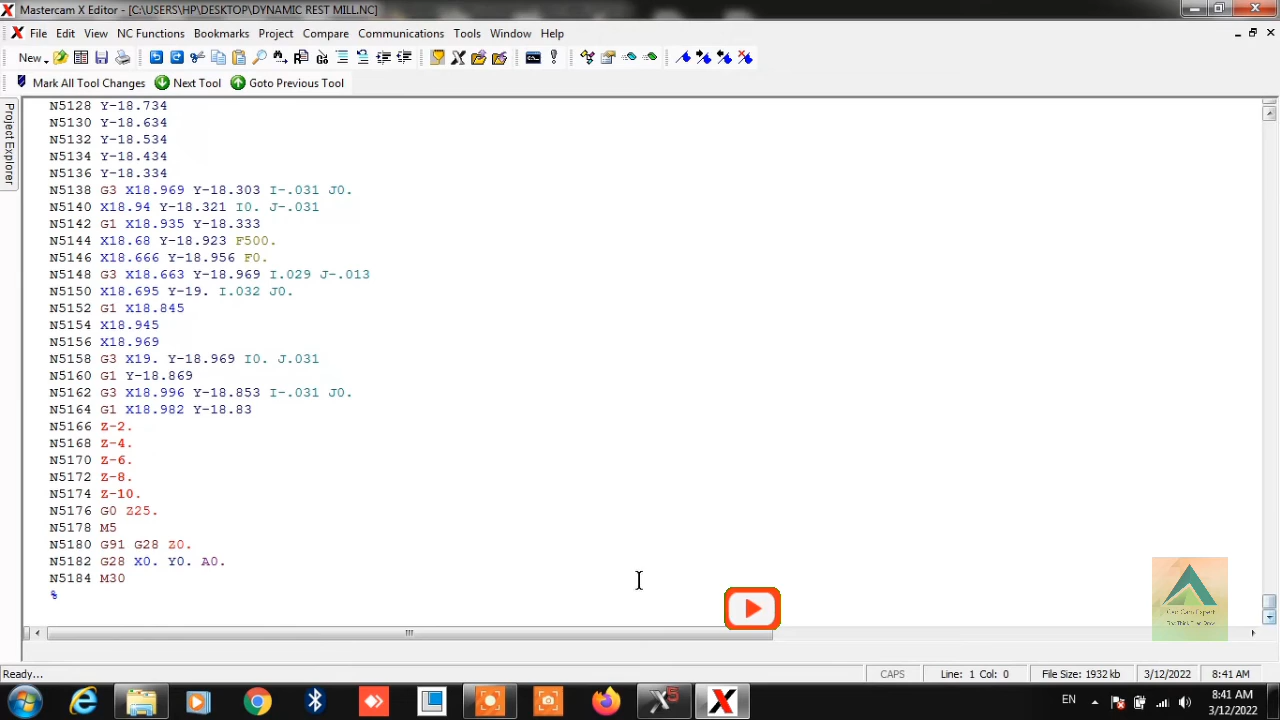 Mastercam X Editor - [C:\USERS\HP\DESKTOP\DYNAMIC REST MILL.NC]
File Edit View NC Functions Bookmarks Project Compare Communications Tools Window Help
New
Mark All Tool Changes Next Tool Goto Previous Tool
Project Explorer
N5128 Y-18.734
N5130 Y-18.634
N5132 Y-18.534
N5134 Y-18.434
N5136 Y-18.334
N5138 G3 X18.969 Y-18.303 I-.031 J0.
N5140 X18.94 Y-18.321 I0. J-.031
N5142 G1 X18.935 Y-18.333
N5144 X18.68 Y-18.923 F500.
N5146 X18.666 Y-18.956 F0.
N5148 G3 X18.663 Y-18.969 I.029 J-.013
N5150 X18.695 Y-19. I.032 J0.
N5152 G1 X18.845
N5154 X18.945
N5156 X18.969
N5158 G3 X19. Y-18.969 I0. J.031
N5160 G1 Y-18.869
N5162 G3 X18.996 Y-18.853 I-.031 J0.
N5164 G1 X18.982 Y-18.83
N5166 Z-2.
N5168 Z-4.
N5170 Z-6.
N5172 Z-8.
N5174 Z-10.
N5176 G0 Z25.
N5178 M5
N5180 G91 G28 Z0.
N5182 G28 X0. Y0. A0.
N5184 M30
%
Cad Cam Expert
Ready...
CAPS Line: 1 Col: 0 File Size: 1932 kb 3/12/2022 8:41 AM
EN
8:41 AM
3/12/2022